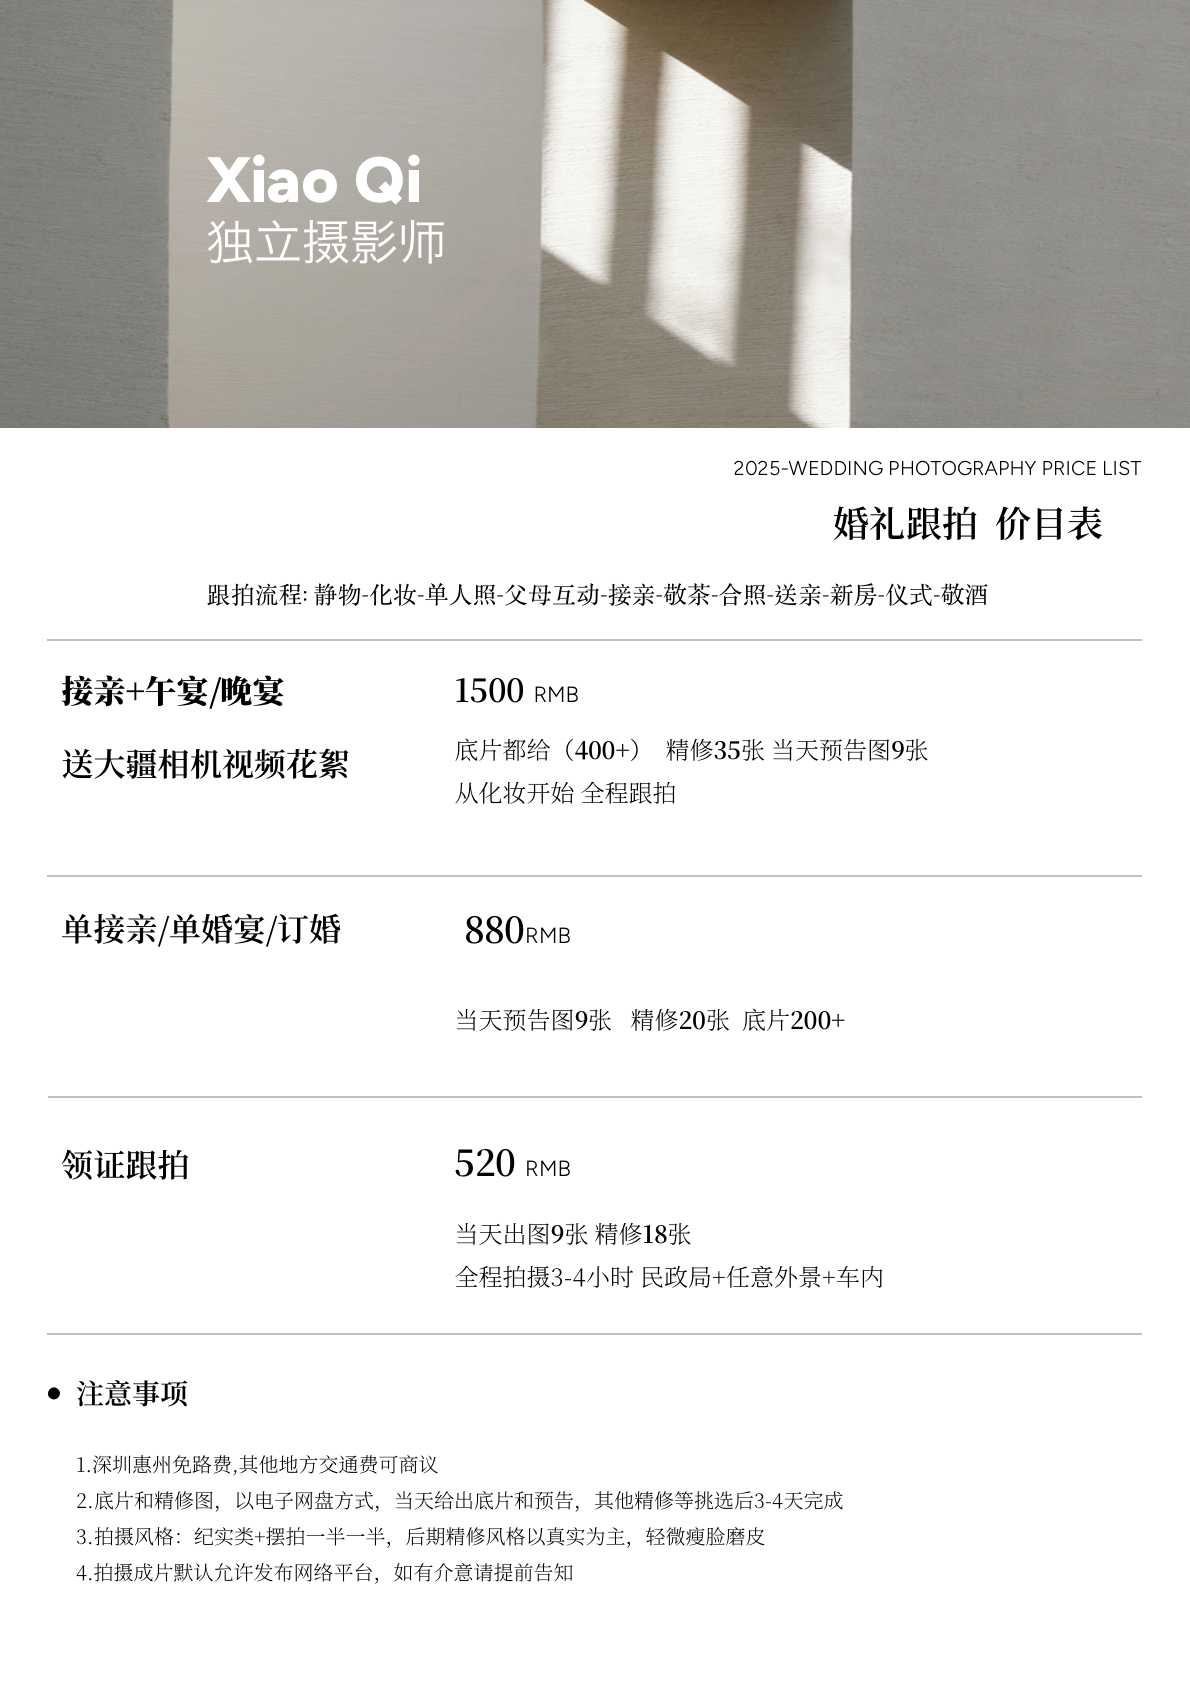 Xiao Qi
独立摄影师
2025-WEDDING PHOTOGRAPHY PRICE LIST
婚礼跟拍 价目表
跟拍流程: 静物-化妆-单人照-父母互动-接亲-敬茶-合照-送亲-新房-仪式-敬酒
接亲+午宴/晚宴
1500 RMB
送大疆相机视频花絮
底片都给（400+） 精修35张 当天预告图9张
从化妆开始 全程跟拍
单接亲/单婚宴/订婚
880RMB
当天预告图9张 精修20张 底片200+
领证跟拍
520 RMB
当天出图9张 精修18张
全程拍摄3-4小时 民政局+任意外景+车内
注意事项
1.深圳惠州免路费,其他地方交通费可商议
2.底片和精修图，以电子网盘方式，当天给出底片和预告，其他精修等挑选后3-4天完成
3.拍摄风格：纪实类+摆拍一半一半，后期精修风格以真实为主，轻微瘦脸磨皮
4.拍摄成片默认允许发布网络平台，如有介意请提前告知